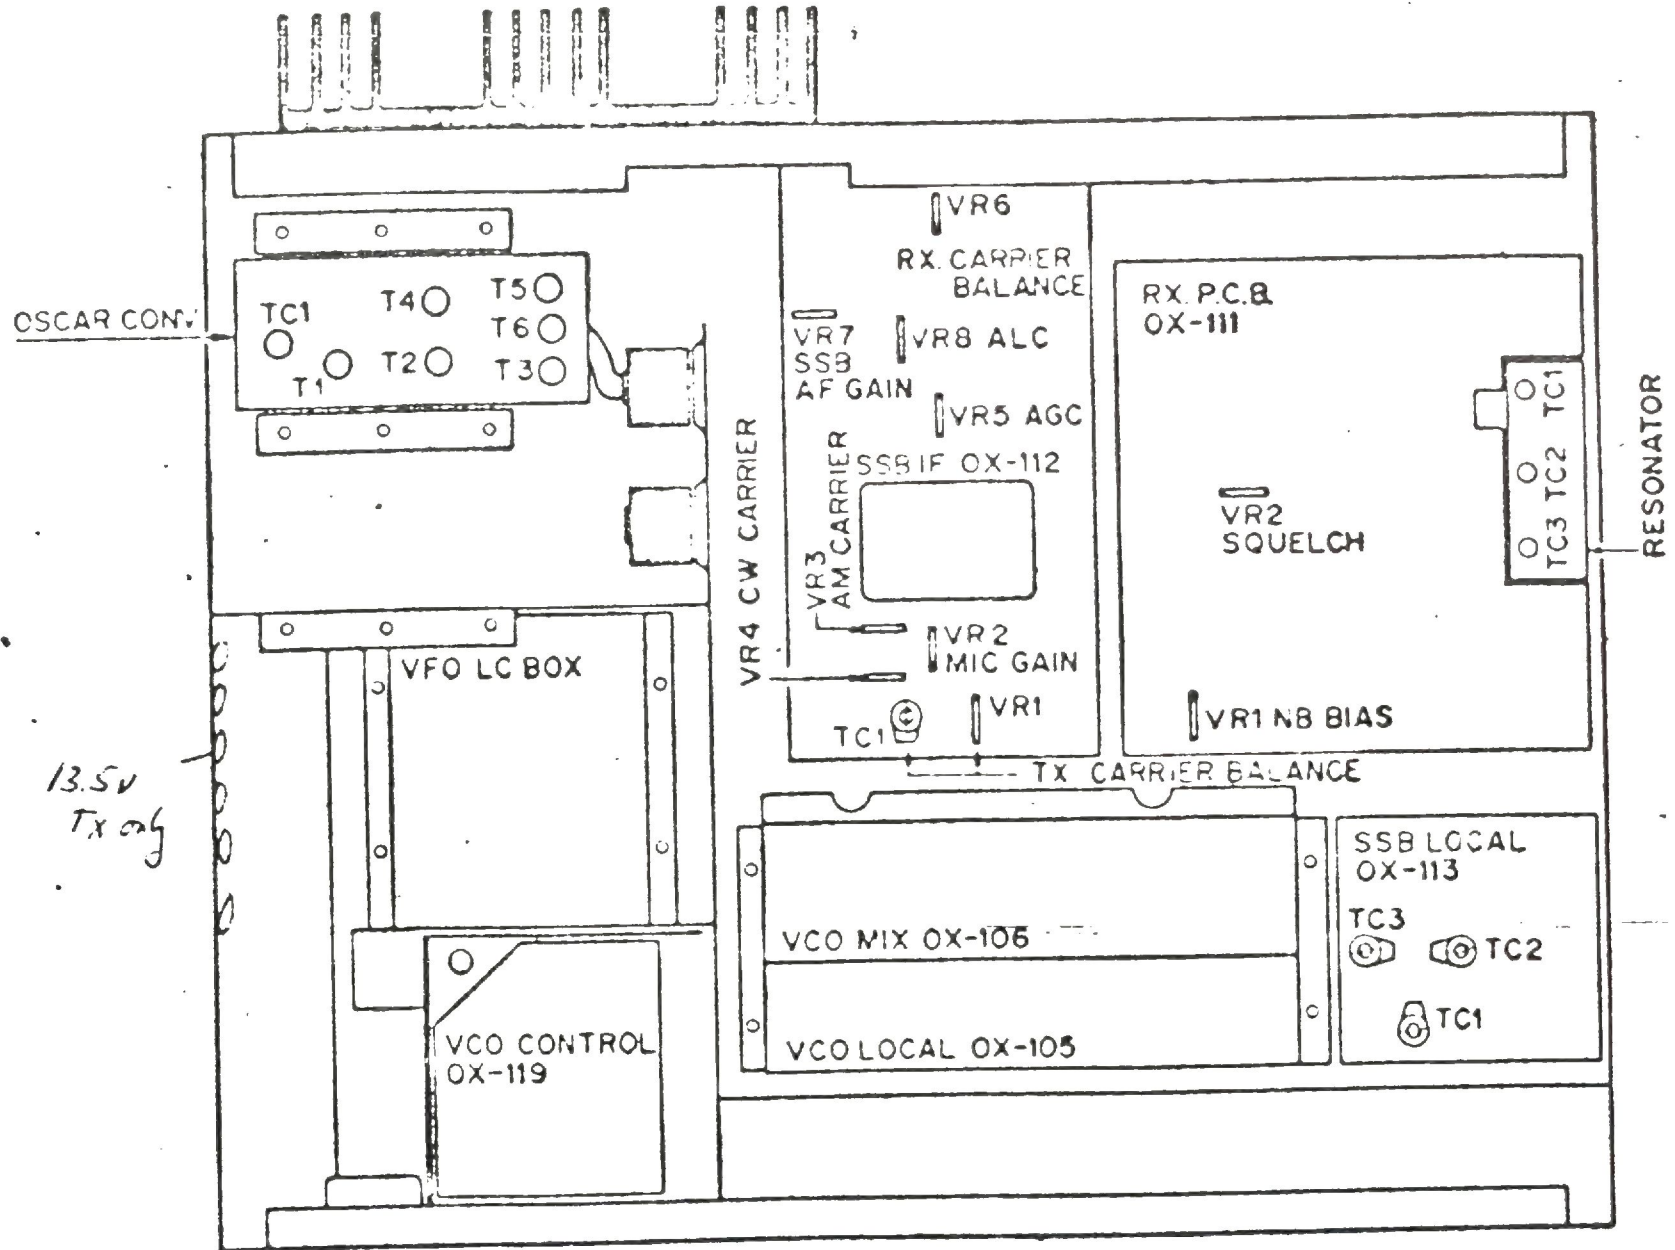 OSCAR CONV
TC1
T1
T4
T2
T5
T6
T3
VR6
RX. CARRIER
BALANCE
VR7
SSB
AF GAIN
VR8 ALC
VR5 AGC
SSB IF OX-112
VR3
AM CARRIER
VR4 CW CARRIER
VR2
MIC GAIN
VR1
TC1
TX CARRIER BALANCE
RX. P.C.B.
OX-111
TC1
TC2
TC3
RESONATOR
VR2
SQUELCH
VR1 NB BIAS
VFO LC BOX
13.5v
Tx only
VCO CONTROL
OX-119
VCO MIX OX-106
VCO LOCAL OX-105
SSB LOCAL
OX-113
TC3
TC2
TC1